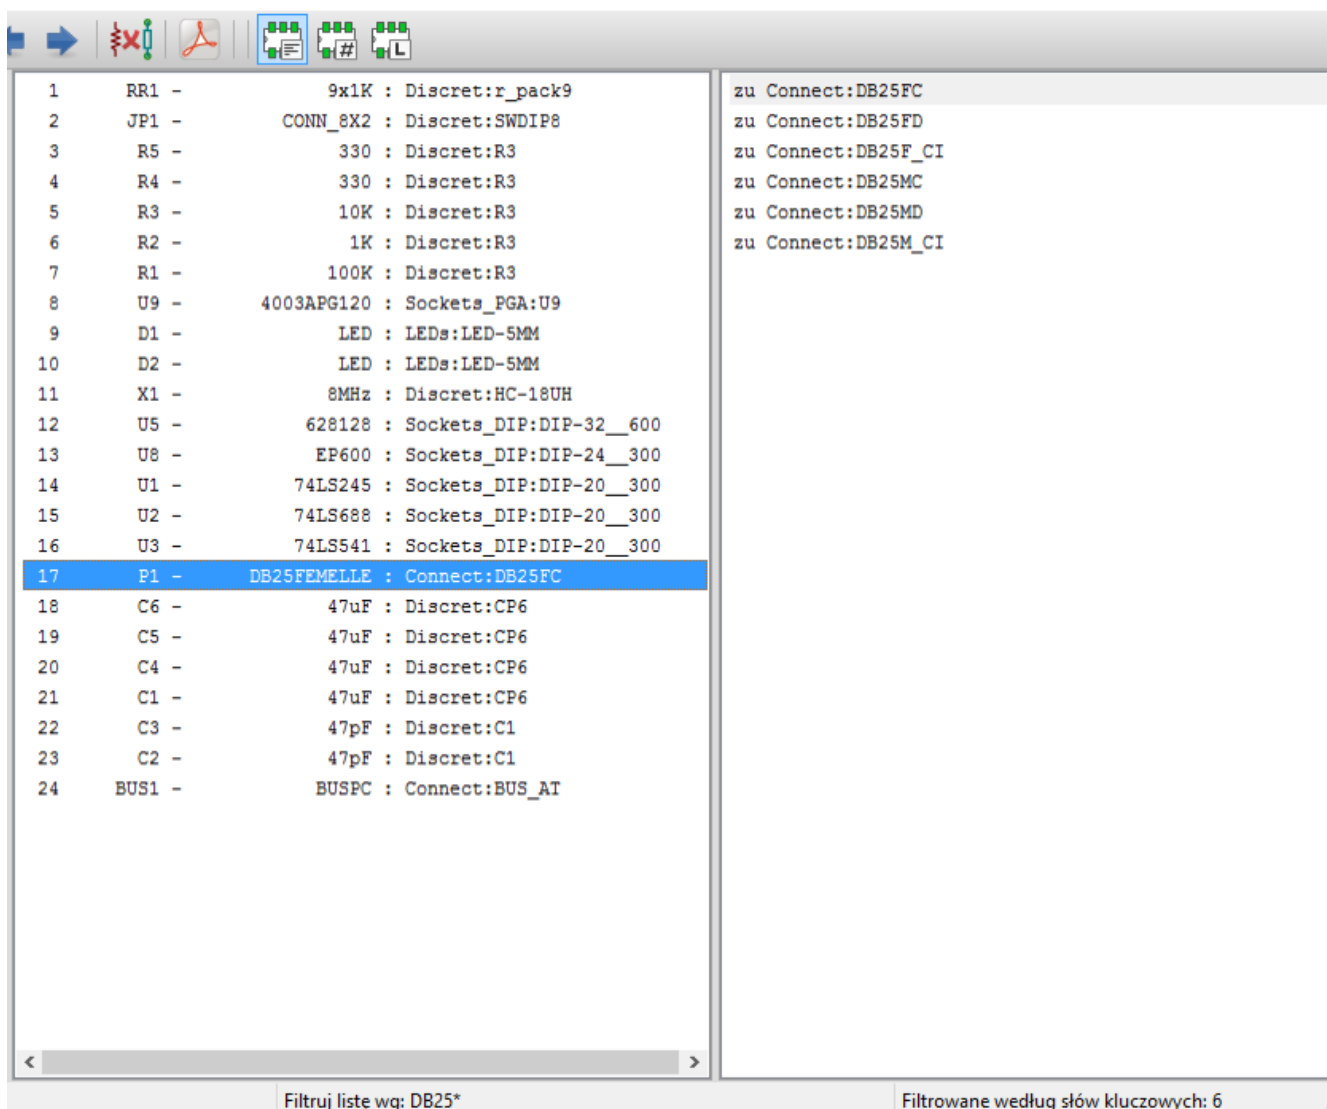 1 RR1 - 9x1K : Discret:r_pack9
2 JP1 - CONN_8X2 : Discret:SWDIP8
3 R5 - 330 : Discret:R3
4 R4 - 330 : Discret:R3
5 R3 - 10K : Discret:R3
6 R2 - 1K : Discret:R3
7 R1 - 100K : Discret:R3
8 U9 - 4003APG120 : Sockets_PGA:U9
9 D1 - LED : LEDs:LED-5MM
10 D2 - LED : LEDs:LED-5MM
11 X1 - 8MHz : Discret:HC-18UH
12 U5 - 628128 : Sockets_DIP:DIP-32__600
13 U8 - EP600 : Sockets_DIP:DIP-24__300
14 U1 - 74LS245 : Sockets_DIP:DIP-20__300
15 U2 - 74LS688 : Sockets_DIP:DIP-20__300
16 U3 - 74LS541 : Sockets_DIP:DIP-20__300
17 P1 - DB25FEMELLE : Connect:DB25FC
18 C6 - 47uF : Discret:CP6
19 C5 - 47uF : Discret:CP6
20 C4 - 47uF : Discret:CP6
21 C1 - 47uF : Discret:CP6
22 C3 - 47pF : Discret:C1
23 C2 - 47pF : Discret:C1
24 BUS1 - BUSPC : Connect:BUS_AT
zu Connect:DB25FC
zu Connect:DB25FD
zu Connect:DB25F_CI
zu Connect:DB25MC
zu Connect:DB25MD
zu Connect:DB25M_CI
Filtruj listę wg: DB25*
Filtrowane według słów kluczowych: 6